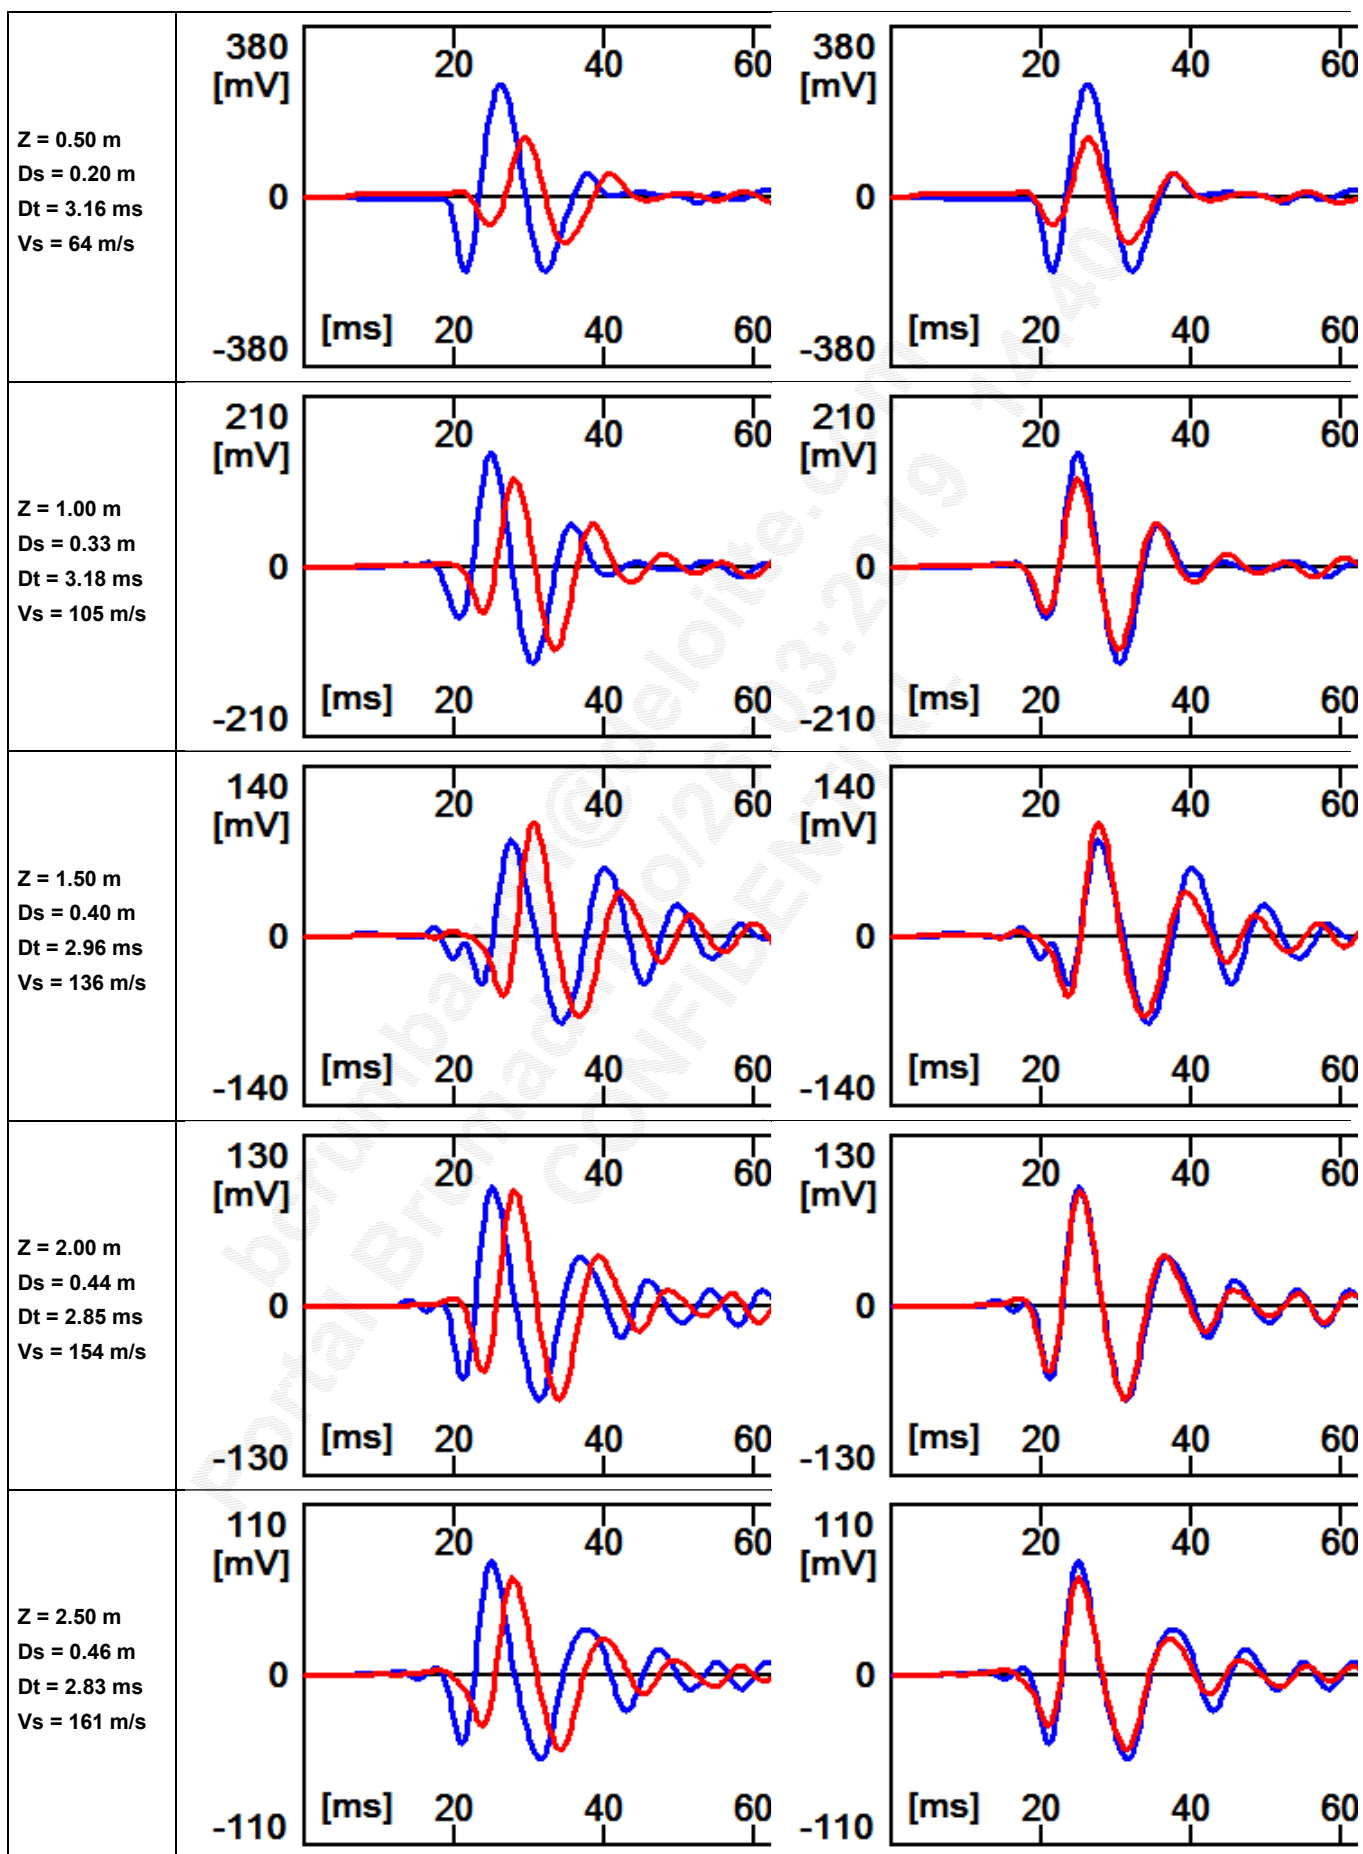 Z = 0.50 m
Ds = 0.20 m
Dt = 3.16 ms
Vs = 64 m/s
380 20 40 60
[mV]
0
[ms] 20 40 60
-380
380 20 40 60
[mV]
0
[ms] 20 40 60
-380
Z = 1.00 m
Ds = 0.33 m
Dt = 3.18 ms
Vs = 105 m/s
210 20 40 60
[mV]
0
[ms] 20 40 60
-210
210 20 40 60
[mV]
0
[ms] 20 40 60
-210
Z = 1.50 m
Ds = 0.40 m
Dt = 2.96 ms
Vs = 136 m/s
140 20 40 60
[mV]
0
[ms] 20 40 60
-140
140 20 40 60
[mV]
0
[ms] 20 40 60
-140
Z = 2.00 m
Ds = 0.44 m
Dt = 2.85 ms
Vs = 154 m/s
130 20 40 60
[mV]
0
[ms] 20 40 60
-130
130 20 40 60
[mV]
0
[ms] 20 40 60
-130
Z = 2.50 m
Ds = 0.46 m
Dt = 2.83 ms
Vs = 161 m/s
110 20 40 60
[mV]
0
[ms] 20 40 60
-110
110 20 40 60
[mV]
0
[ms] 20 40 60
-110
CONFIDENTIAL